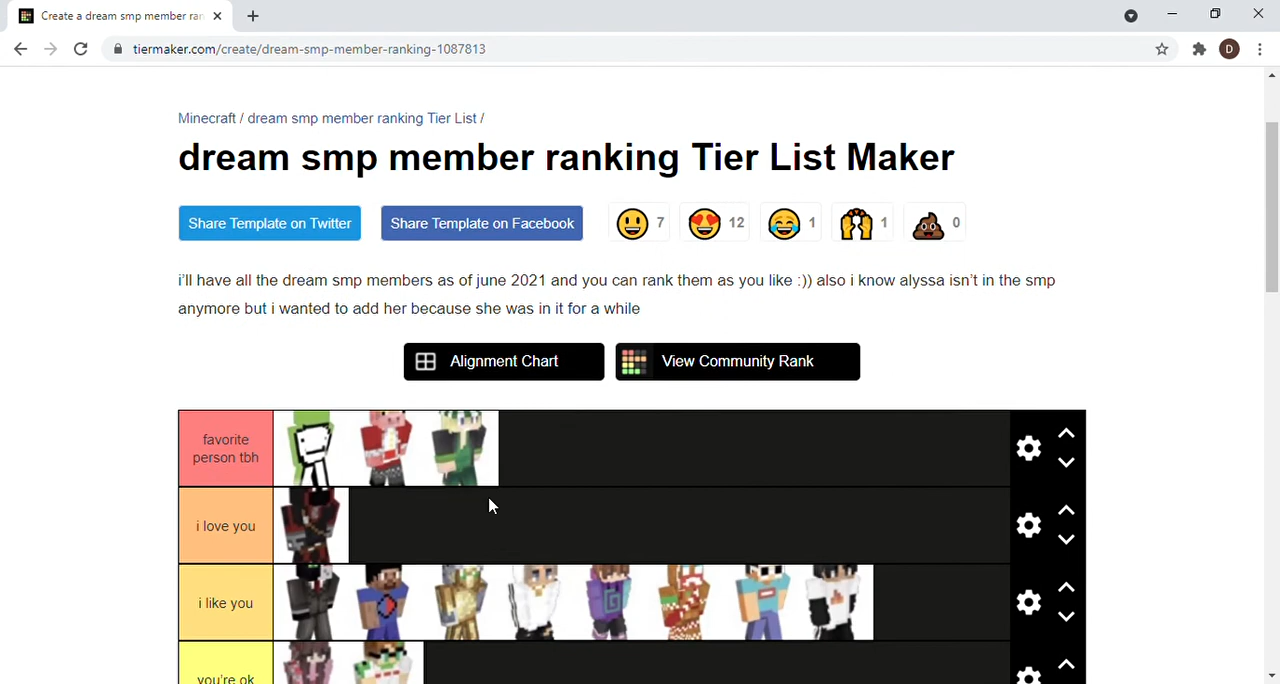 Create a dream smp member ran
tiermaker.com/create/dream-smp-member-ranking-1087813
D
Minecraft / dream smp member ranking Tier List /
dream smp member ranking Tier List Maker
Share Template on Twitter
Share Template on Facebook
7
12
1
1
0
i'll have all the dream smp members as of june 2021 and you can rank them as you like :)) also i know alyssa isn't in the smp
anymore but i wanted to add her because she was in it for a while
Alignment Chart
View Community Rank
favorite
person tbh
i love you
i like you
you're ok